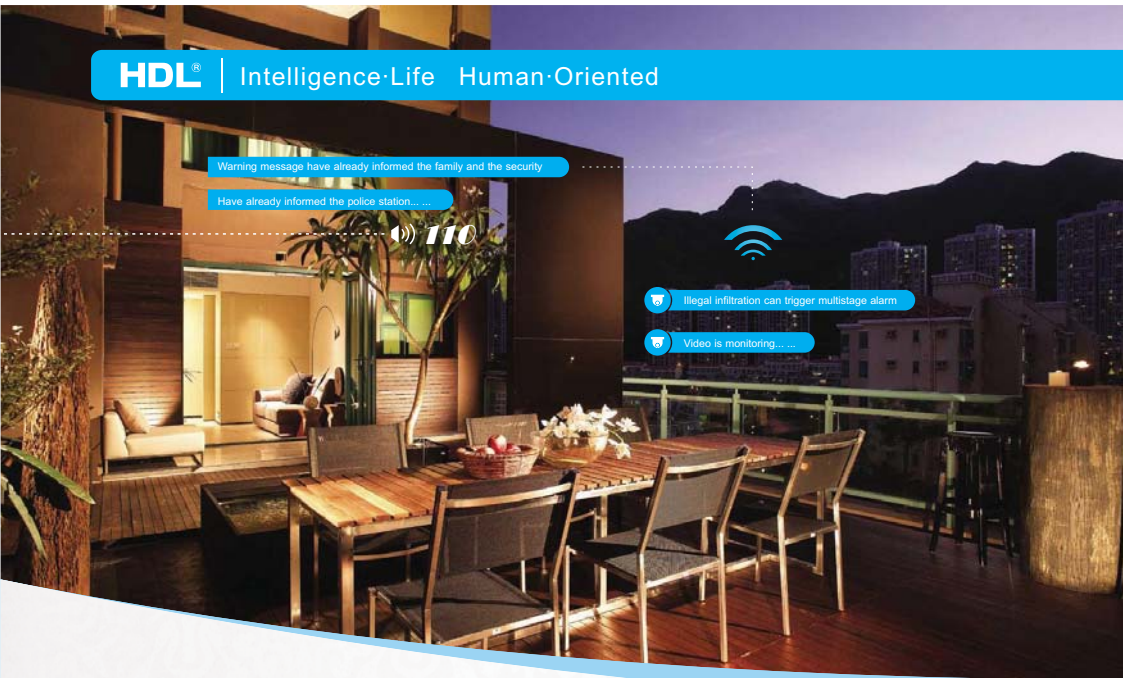 HDL® Intelligence·Life Human·Oriented
Warning message have already informed the family and the security
Have already informed the police station... ...
110
Illegal infiltration can trigger multistage alarm
Video is monitoring... ...